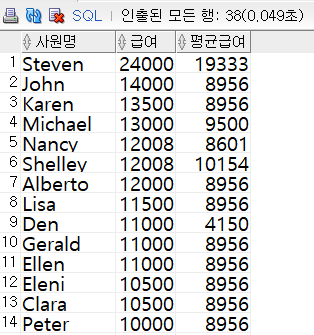 SQL | 인출된 모든 행: 38(0,049초)
사원명 급여 평균급여
1 Steven 24000 19333
2 John 14000 8956
3 Karen 13500 8956
4 Michael 13000 9500
5 Nancy 12008 8601
6 Shelley 12008 10154
7 Alberto 12000 8956
8 Lisa 11500 8956
9 Den 11000 4150
10 Gerald 11000 8956
11 Ellen 11000 8956
12 Eleni 10500 8956
13 Clara 10500 8956
14 Peter 10000 8956